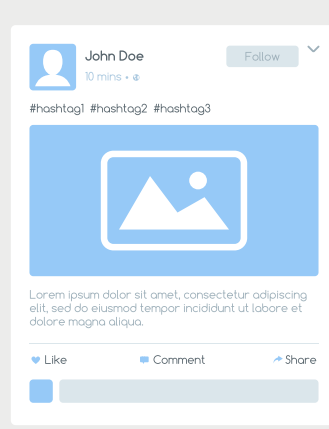 John Doe
Follow
10 mins •
#hashtag1 #hashtag2 #hashtag3
Lorem ipsum dolor sit amet, consectetur adipiscing
elit, sed do eiusmod tempor incididunt ut labore et
dolore magna aliqua.
Like
Comment
Share